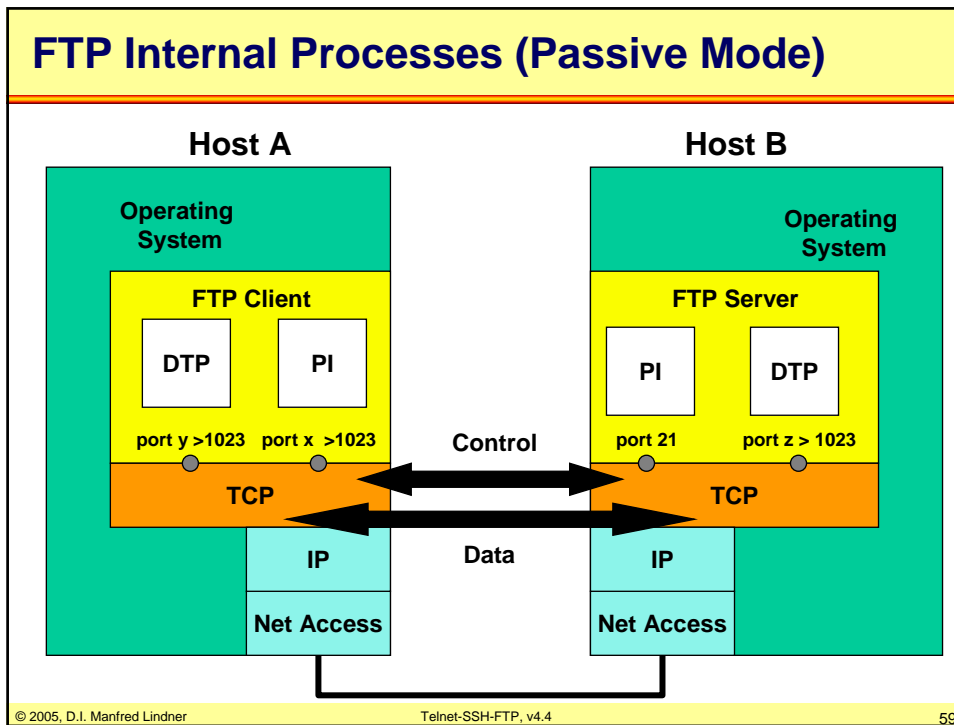 FTP Internal Processes (Passive Mode)
Host A
Host B
Operating
System
Operating
System
FTP Client
FTP Server
DTP
PI
PI
DTP
port y >1023
port x >1023
Control
port 21
port z > 1023
TCP
TCP
IP
Data
IP
Net Access
Net Access
© 2005, D.I. Manfred Lindner
Telnet-SSH-FTP, v4.4
59